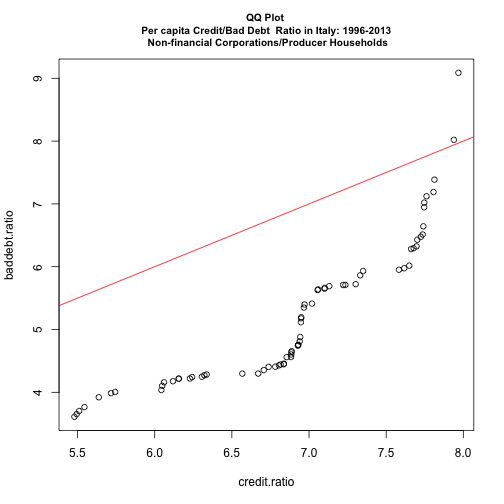 QQ Plot
Per capita Credit/Bad Debt  Ratio in Italy: 1996-2013
Non-financial Corporations/Producer Households
baddebt.ratio
9
8
7
6
5
4
5.5 6.0 6.5 7.0 7.5 8.0
credit.ratio